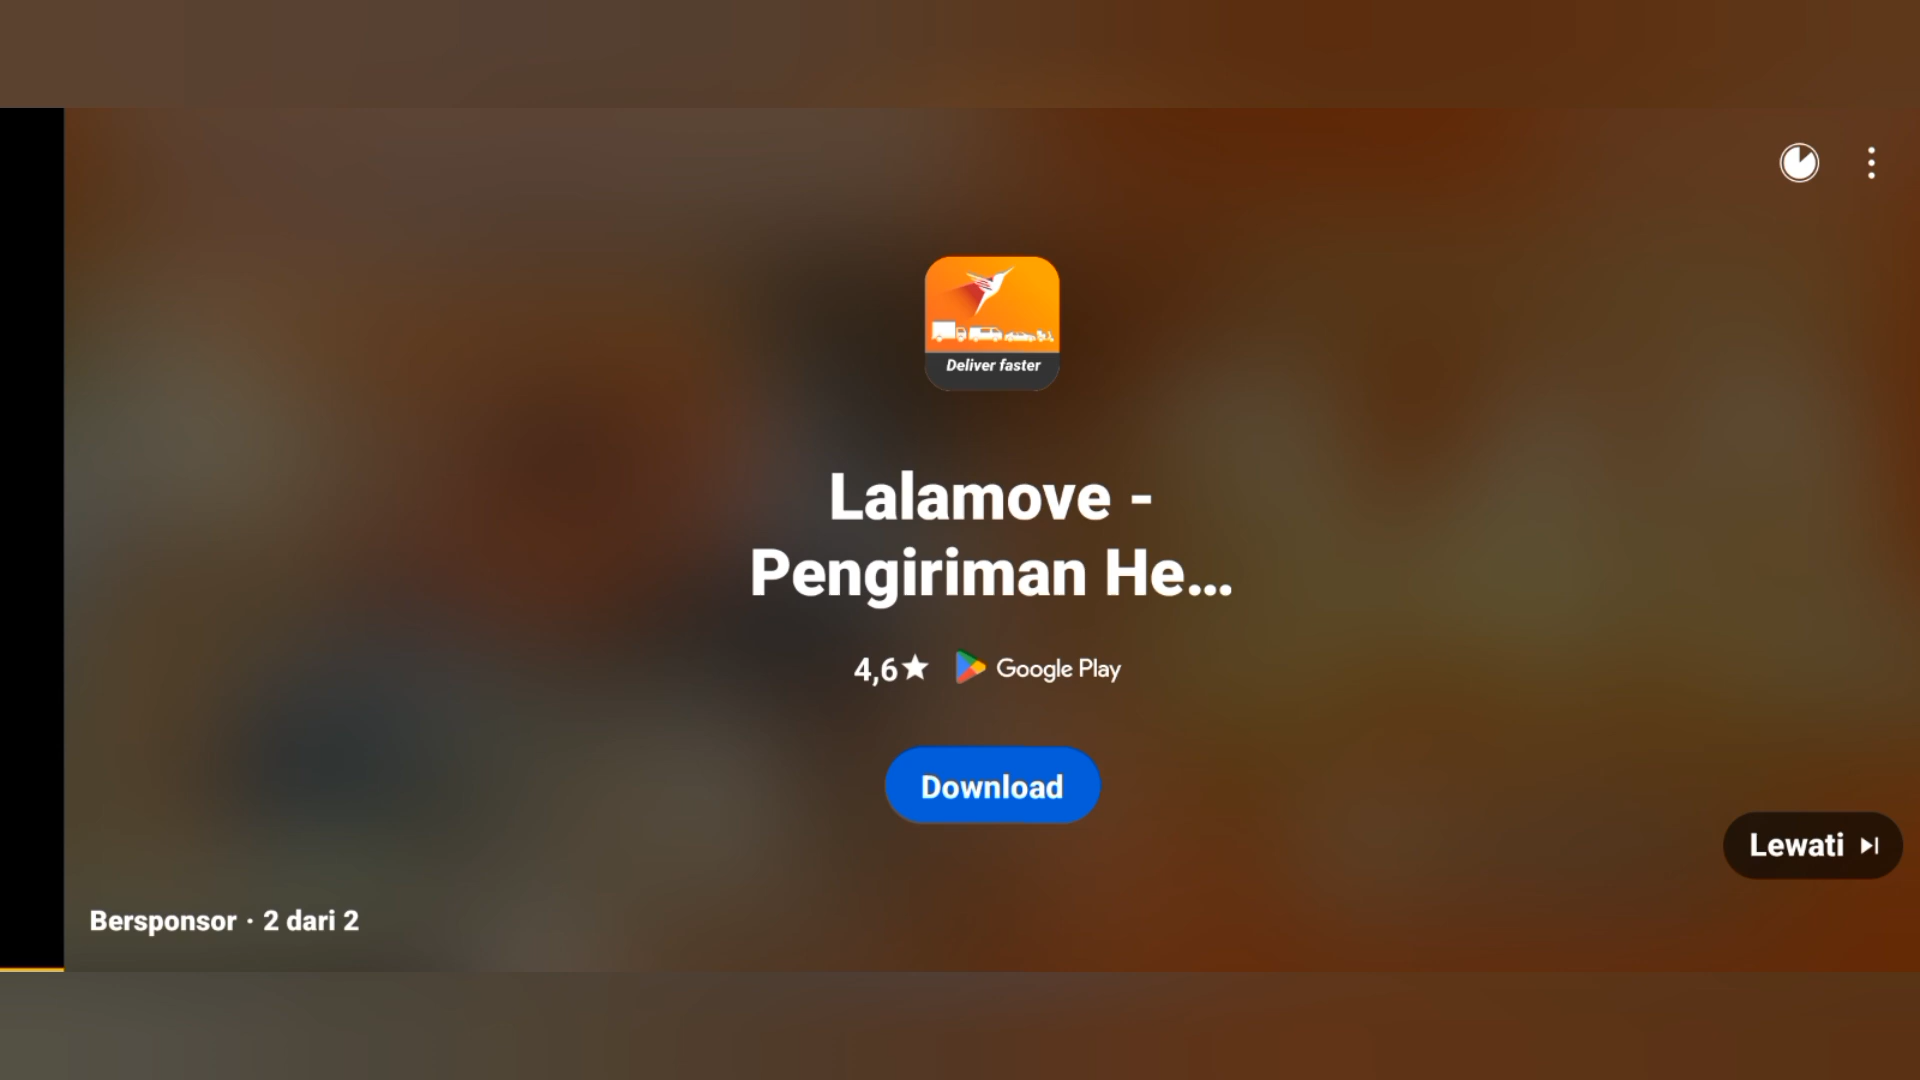 Deliver faster
Lalamove -
Pengiriman He...
4,6★ Google Play
Download
Lewati
Bersponsor · 2 dari 2